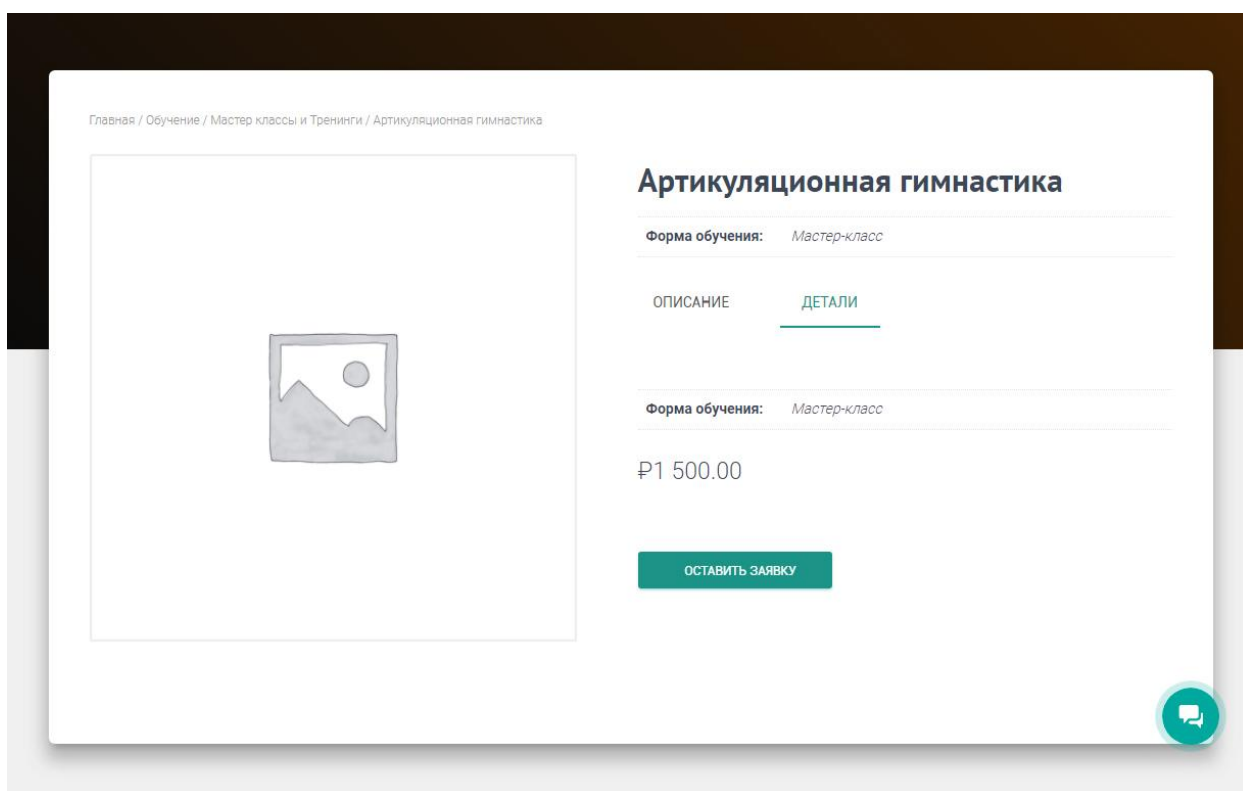 Главная / Обучение / Мастер классы и Тренинги / Артикуляционная гимнастика
Артикуляционная гимнастика
Форма обучения: Мастер-класс
ОПИСАНИЕ ДЕТАЛИ
Форма обучения: Мастер-класс
₽1 500.00
ОСТАВИТЬ ЗАЯВКУ